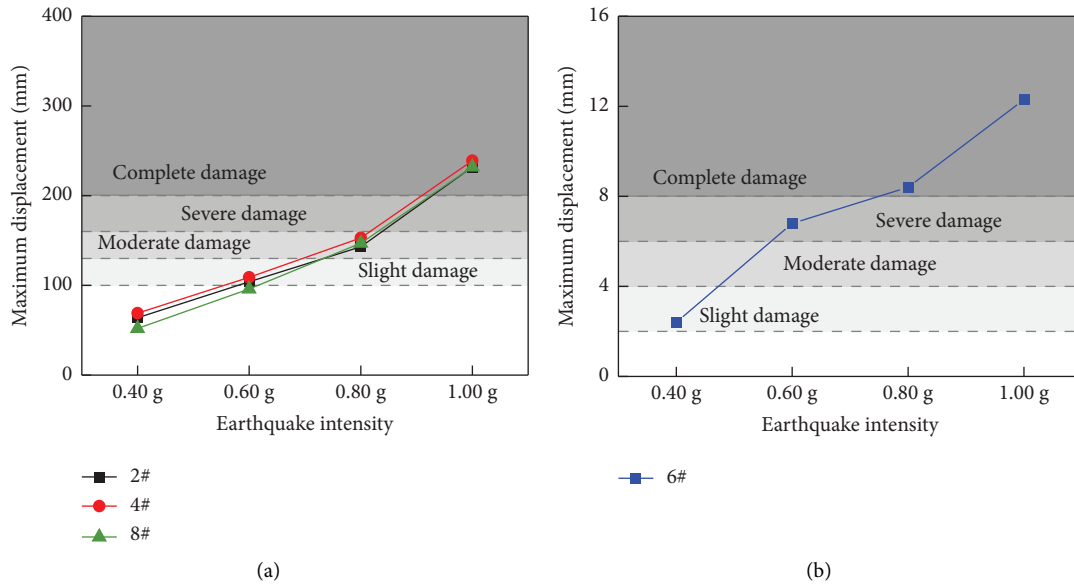 400
300
200
100
0
Maximum displacement (mm)
Complete damage
Severe damage
Moderate damage
Slight damage
0.40 g 0.60 g 0.80 g 1.00 g
Earthquake intensity
2#
4#
8#
(a)
16
12
8
4
0
Maximum displacement (mm)
Complete damage
Severe damage
Moderate damage
Slight damage
0.40 g 0.60 g 0.80 g 1.00 g
Earthquake intensity
6#
(b)